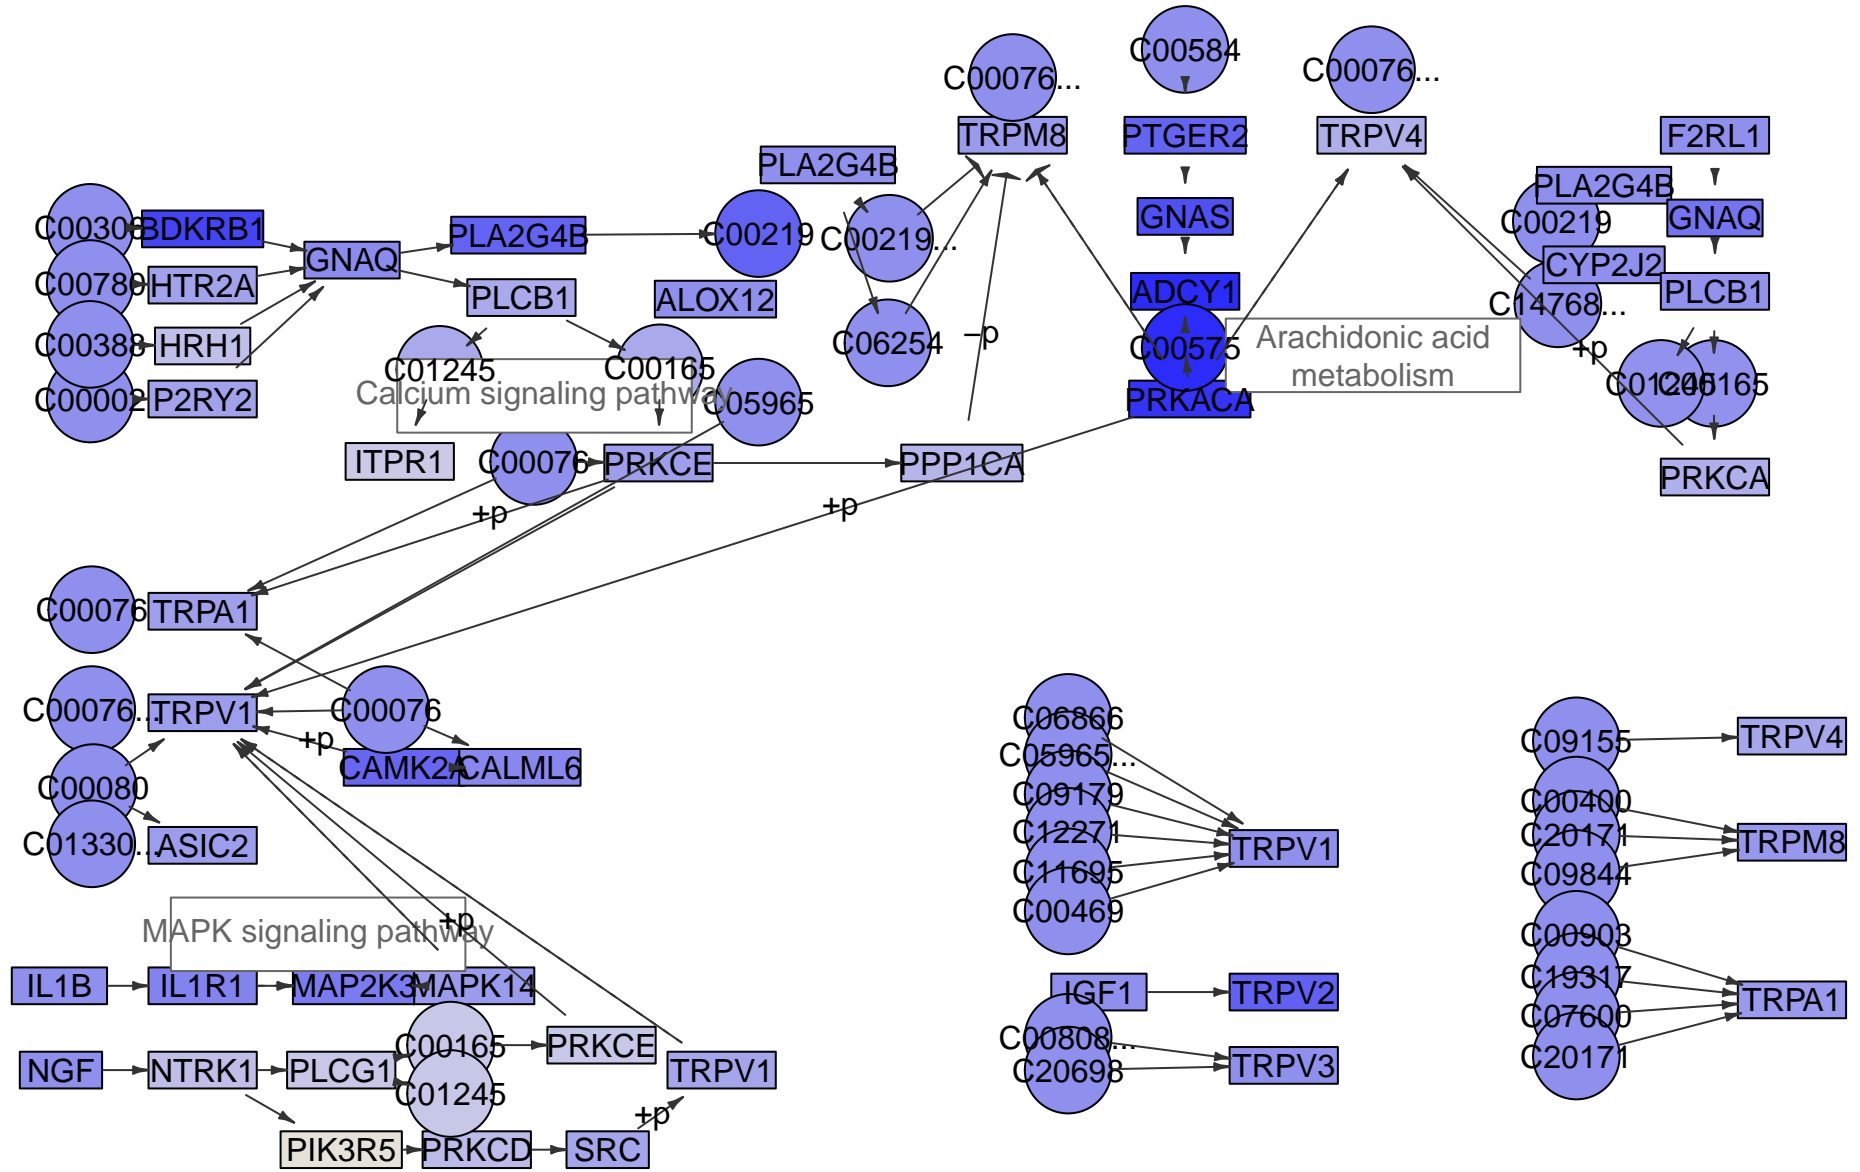 C00584
C00076...
C00076...
TRPM8
PTGER2
TRPV4
F2RL1
PLA2G4B
PLA2G4B
C00219
GNAS
GNAQ
BDKRB1
PLA2G4B
C00219
C00219...
GNAQ
CYP2J2
C00780
HTR2A
PLCB1
ALOX12
ADCY1
C14768...
PLCB1
C00388
HRH1
C06254
–p
C00575
Arachidonic acid
metabolism
+p
C01245
C00165
Calcium signaling pathway
C00002
P2RY2
C05965
PRKACA
C01245
C00165
ITPR1
C00076
PRKCE
PPP1CA
PRKCA
+p
+p
C00076
TRPA1
C00076...
TRPV1
C00076
+p
CAMK2A
CALML6
C00080
C01330...
ASIC2
C06866
C05965...
C09179
C12271
C11695
C00469
TRPV1
C09155
TRPV4
C00400
C20171
C09844
TRPM8
MAPK signaling pathway
+p
IL1B
IL1R1
MAP2K3
MAPK14
IGF1
TRPV2
C00903
C19317
C07600
C20171
TRPA1
C00165
PRKCE
C00808...
C20698
TRPV3
NGF
NTRK1
PLCG1
C01245
TRPV1
+p
PIK3R5
PRKCD
SRC